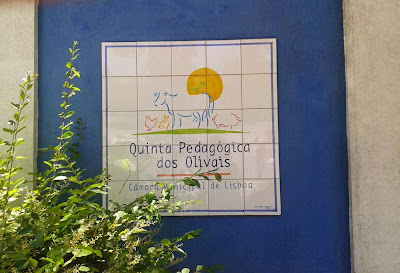 Quinta Pedagógica
dos Olivais
Câmara Municipal de Lisboa